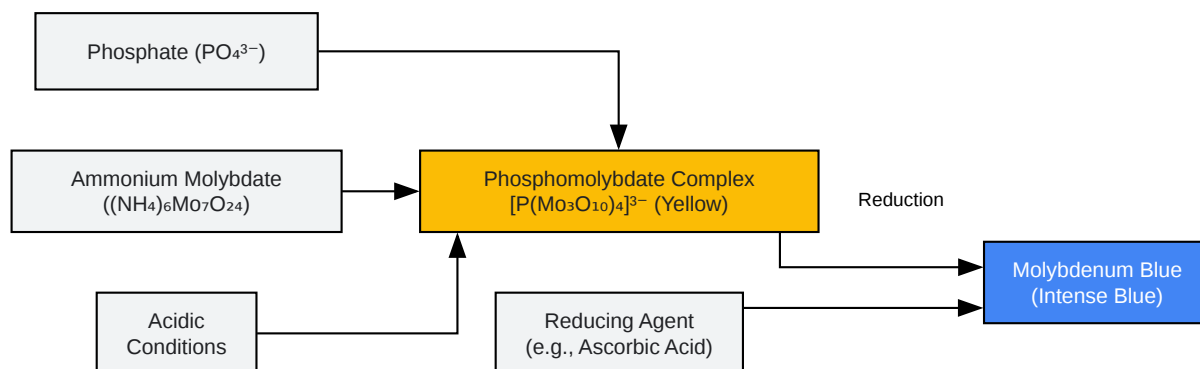 Phosphate (PO₄³⁻)
Ammonium Molybdate
((NH₄)₆Mo₇O₂₄)
Phosphomolybdate Complex
[P(Mo₃O₁₀)₄]³⁻ (Yellow)
Reduction
Molybdenum Blue
(Intense Blue)
Acidic
Conditions
Reducing Agent
(e.g., Ascorbic Acid)